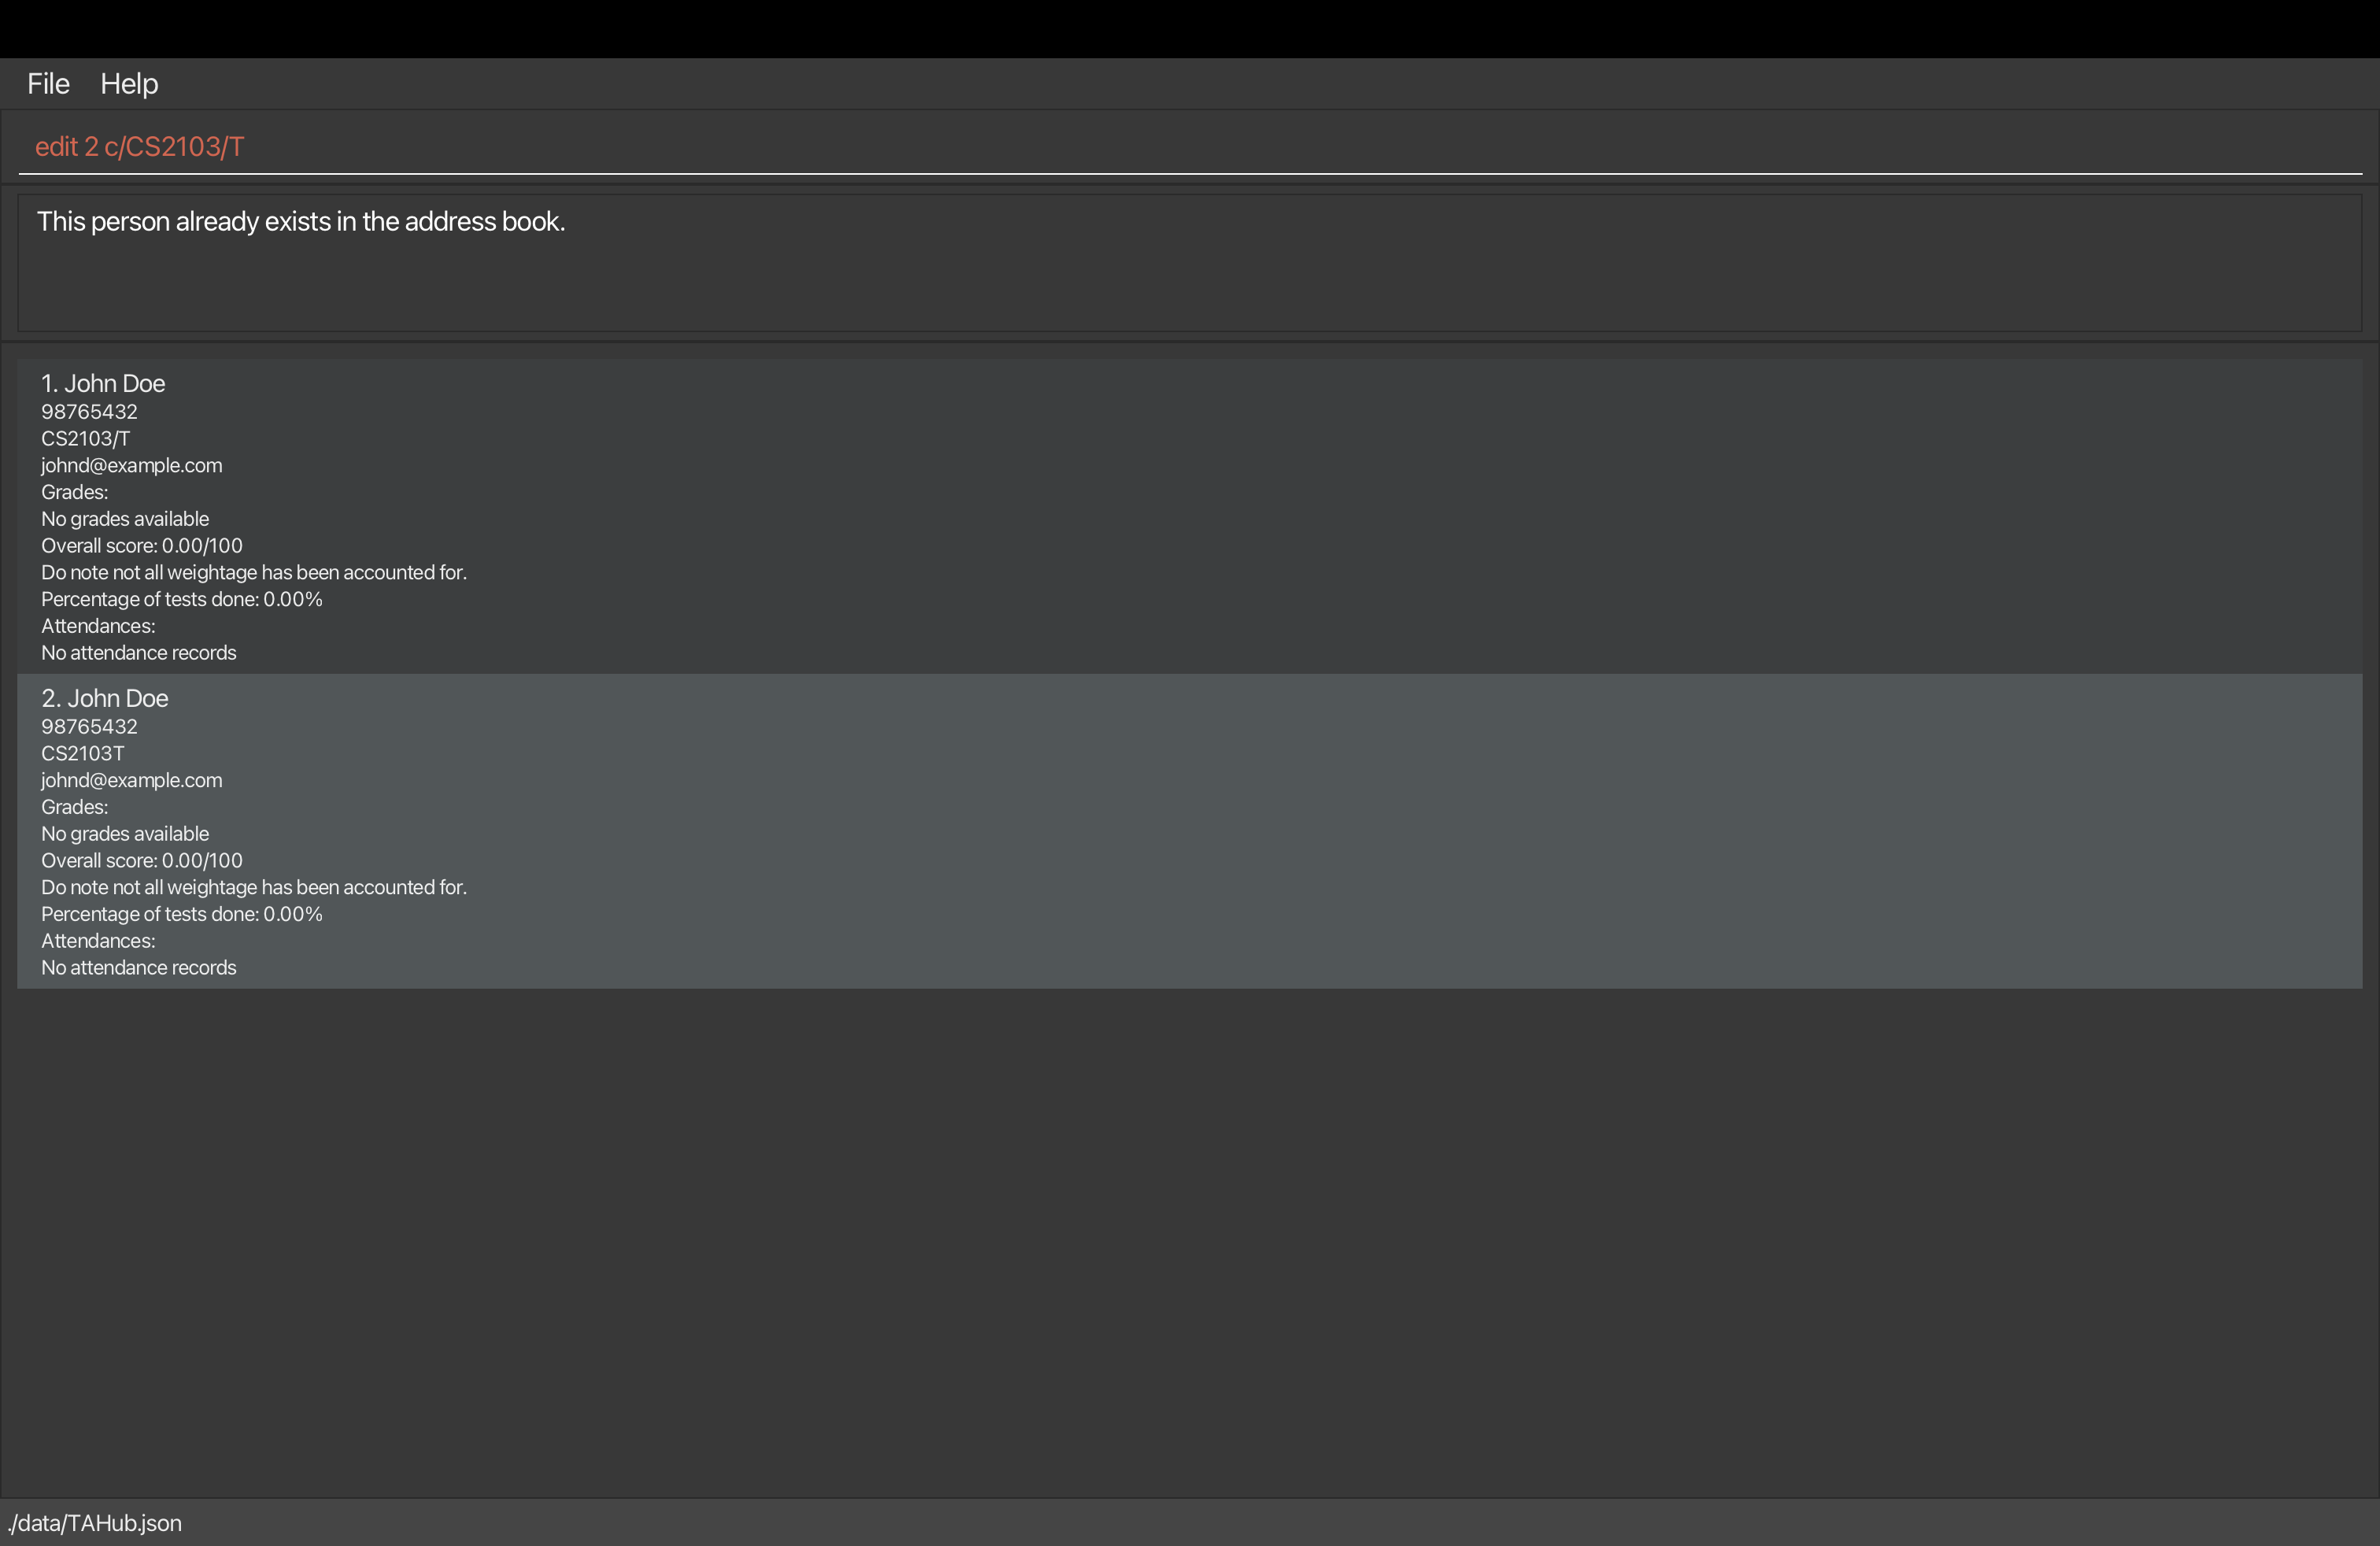 File Help
edit 2 c/CS2103/T
This person already exists in the address book.
1. John Doe
98765432
CS2103/T
johnd@example.com
Grades:
No grades available
Overall score: 0.00/100
Do note not all weightage has been accounted for.
Percentage of tests done: 0.00%
Attendances:
No attendance records
2. John Doe
98765432
CS2103T
johnd@example.com
Grades:
No grades available
Overall score: 0.00/100
Do note not all weightage has been accounted for.
Percentage of tests done: 0.00%
Attendances:
No attendance records
./data/TAHub.json